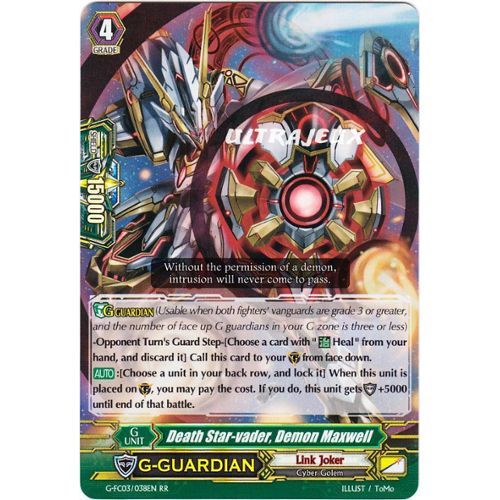 4
GRADE
15000
ULTRAJEUX
Without the permission of a demon,
intrusion will never come to pass.
G GUARDIAN (Usable when both fighters' vanguards are grade 3 or greater,
and the number of face up G guardians in your G zone is three or less)
-Opponent Turn's Guard Step-[Choose a card with "Heal" from your
hand, and discard it] Call this card to your G from face down.
AUTO:[Choose a unit in your back row, and lock it] When this unit is
placed on G, you may pay the cost. If you do, this unit gets +5000
until end of that battle.
G UNIT
Death Star-vader, Demon Maxwell
G-GUARDIAN
Link Joker
Cyber Golem
G-FC03/038EN RR
ILLUST / ToMo